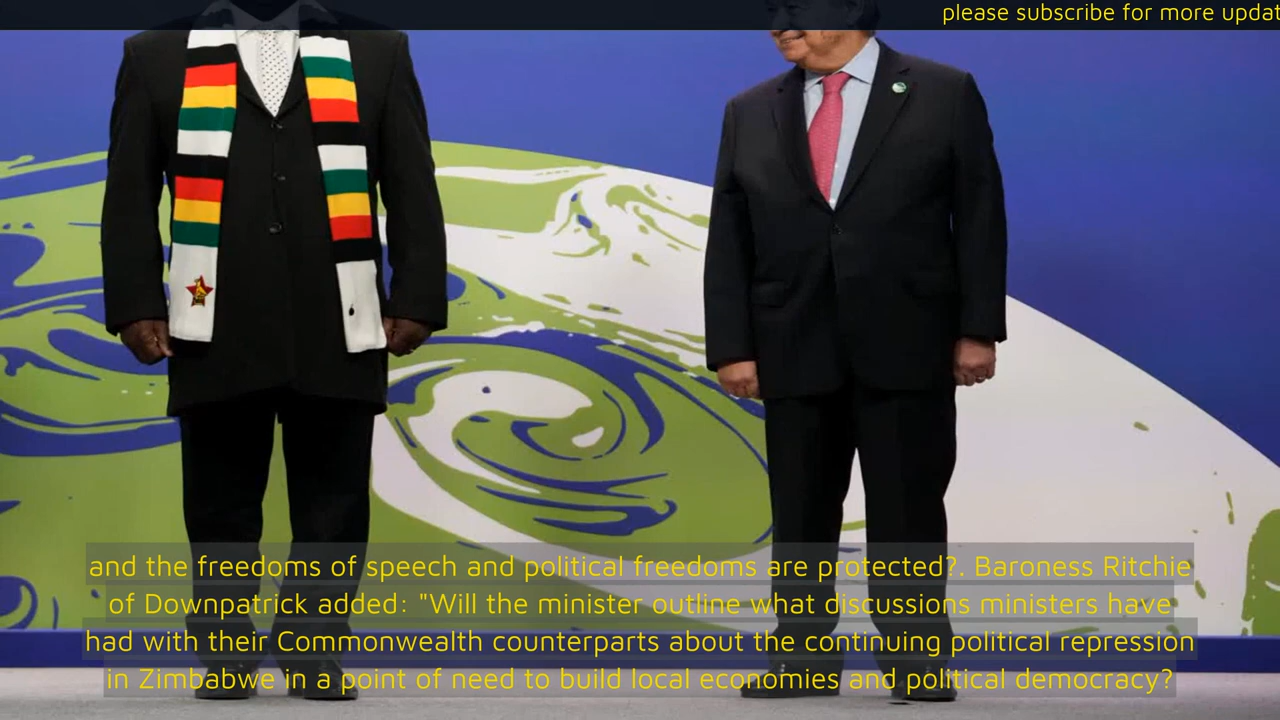 please subscribe for more updat
and the freedoms of speech and political freedoms are protected?. Baroness Ritchie
of Downpatrick added: "Will the minister outline what discussions ministers have
had with their Commonwealth counterparts about the continuing political repression
in Zimbabwe in a point of need to build local economies and political democracy?